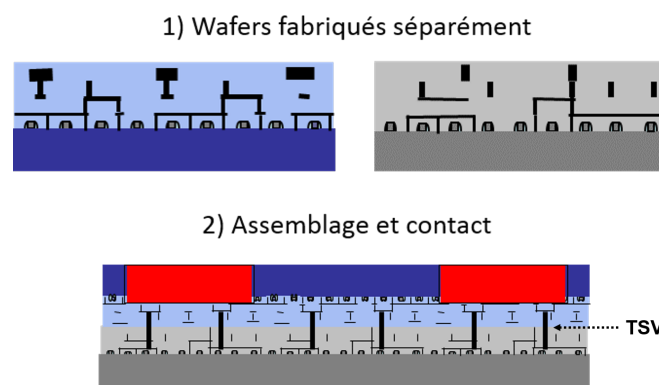 1) Wafers fabriqués séparément
2) Assemblage et contact
TSV